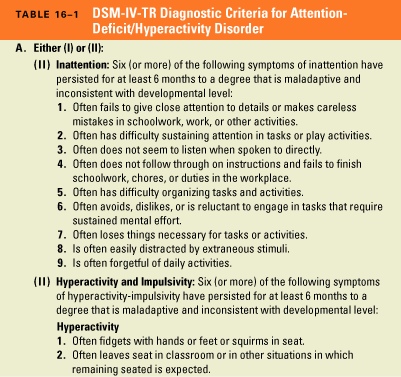 TABLE 16–1 DSM-IV-TR Diagnostic Criteria for Attention-
Deficit/Hyperactivity Disorder
A. Either (I) or (II):
(II) Inattention: Six (or more) of the following symptoms of inattention have
persisted for at least 6 months to a degree that is maladaptive and
inconsistent with developmental level:
1. Often fails to give close attention to details or makes careless
mistakes in schoolwork, work, or other activities.
2. Often has difficulty sustaining attention in tasks or play activities.
3. Often does not seem to listen when spoken to directly.
4. Often does not follow through on instructions and fails to finish
schoolwork, chores, or duties in the workplace.
5. Often has difficulty organizing tasks and activities.
6. Often avoids, dislikes, or is reluctant to engage in tasks that require
sustained mental effort.
7. Often loses things necessary for tasks or activities.
8. Is often easily distracted by extraneous stimuli.
9. Is often forgetful of daily activities.
(II) Hyperactivity and Impulsivity: Six (or more) of the following symptoms
of hyperactivity-impulsivity have persisted for at least 6 months to a
degree that is maladaptive and inconsistent with developmental level:
Hyperactivity
1. Often fidgets with hands or feet or squirms in seat.
2. Often leaves seat in classroom or in other situations in which
remaining seated is expected.